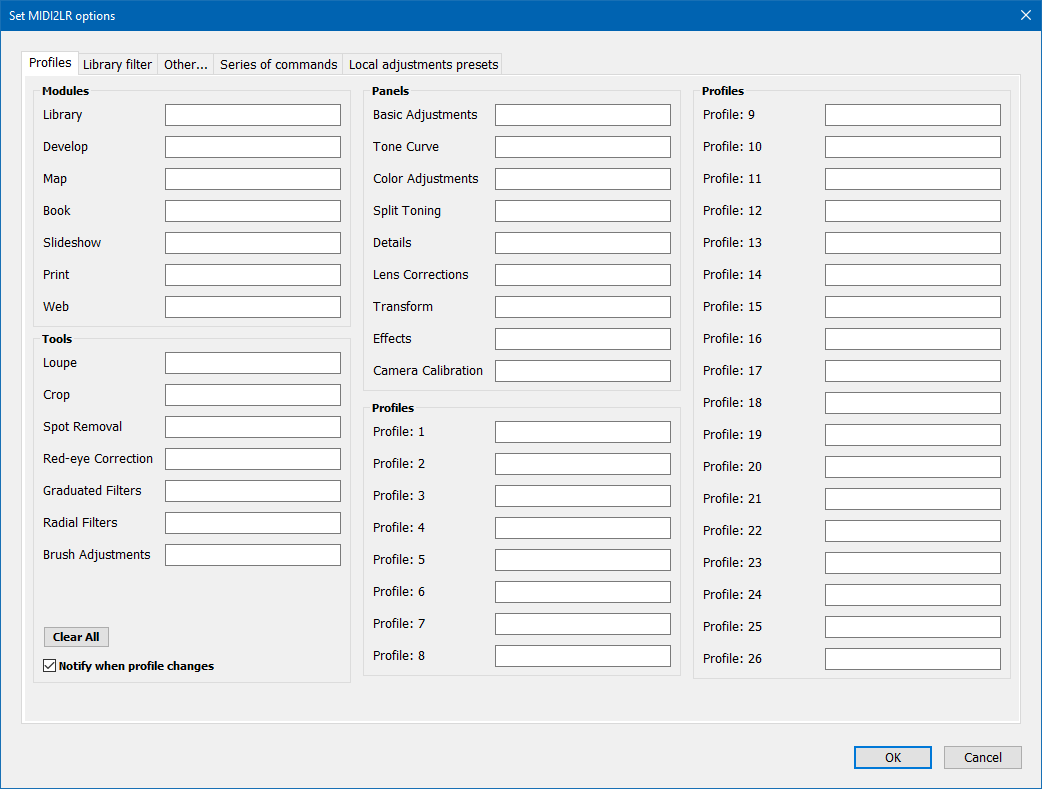 Set MIDI2LR options
Profiles
Library filter
Other...
Series of commands
Local adjustments presets
Modules
Library
Develop
Map
Book
Slideshow
Print
Web
Tools
Loupe
Crop
Spot Removal
Red-eye Correction
Graduated Filters
Radial Filters
Brush Adjustments
Clear All
Notify when profile changes
Panels
Basic Adjustments
Tone Curve
Color Adjustments
Split Toning
Details
Lens Corrections
Transform
Effects
Camera Calibration
Profiles
Profile: 1
Profile: 2
Profile: 3
Profile: 4
Profile: 5
Profile: 6
Profile: 7
Profile: 8
Profiles
Profile: 9
Profile: 10
Profile: 11
Profile: 12
Profile: 13
Profile: 14
Profile: 15
Profile: 16
Profile: 17
Profile: 18
Profile: 19
Profile: 20
Profile: 21
Profile: 22
Profile: 23
Profile: 24
Profile: 25
Profile: 26
OK
Cancel